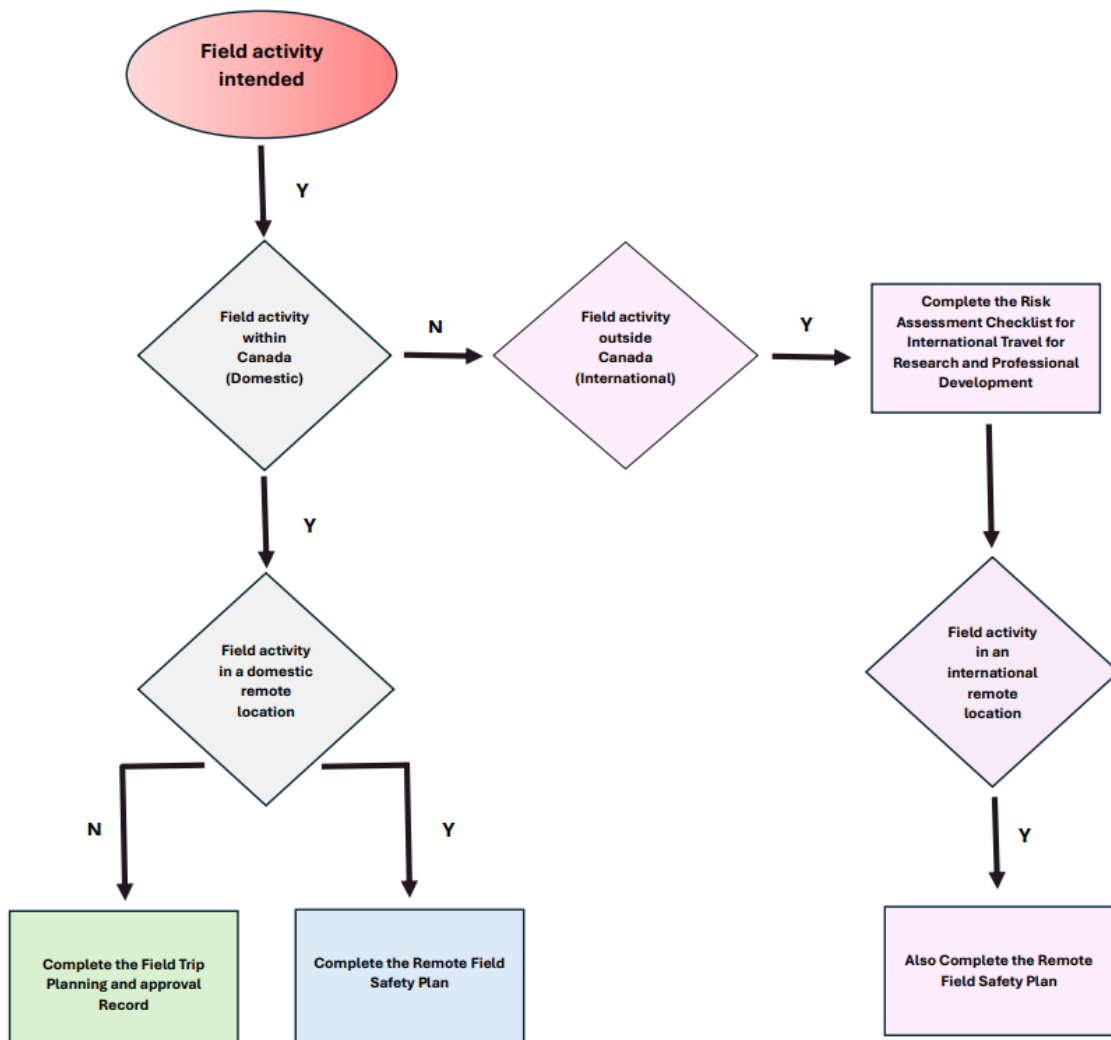 Field activity
intended
Y
Field activity
within
Canada
(Domestic)
N
Field activity
outside
Canada
(International)
Y
Complete the Risk
Assessment Checklist for
International Travel for
Research and Professional
Development
Y
Field activity
in a domestic
remote
location
Field activity
in an
international
remote
location
N
Y
Y
Complete the Field Trip
Planning and approval
Record
Complete the Remote Field
Safety Plan
Also Complete the Remote
Field Safety Plan